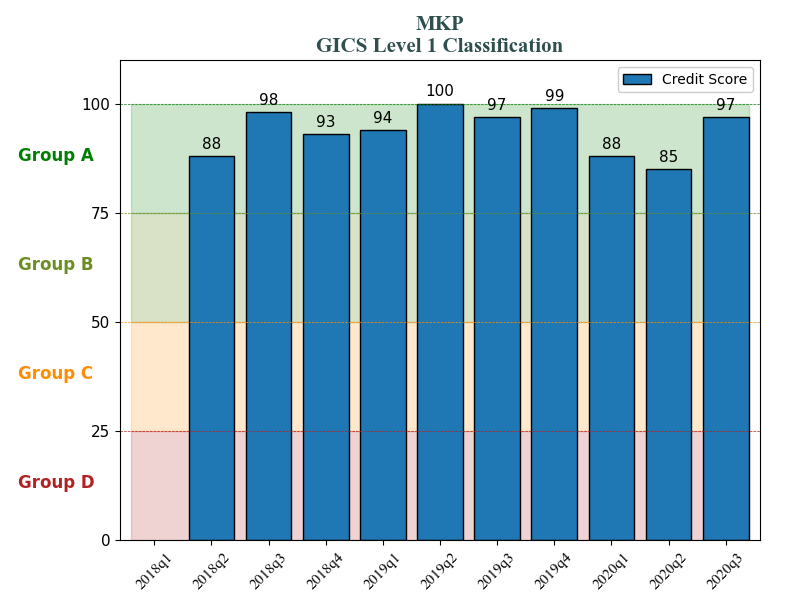 MKP
GICS Level 1 Classification
Credit Score
100
75
50
25
0
Group A
Group B
Group C
Group D
88
98
93
94
100
97
99
88
85
97
2018q1
2018q2
2018q3
2018q4
2019q1
2019q2
2019q3
2019q4
2020q1
2020q2
2020q3